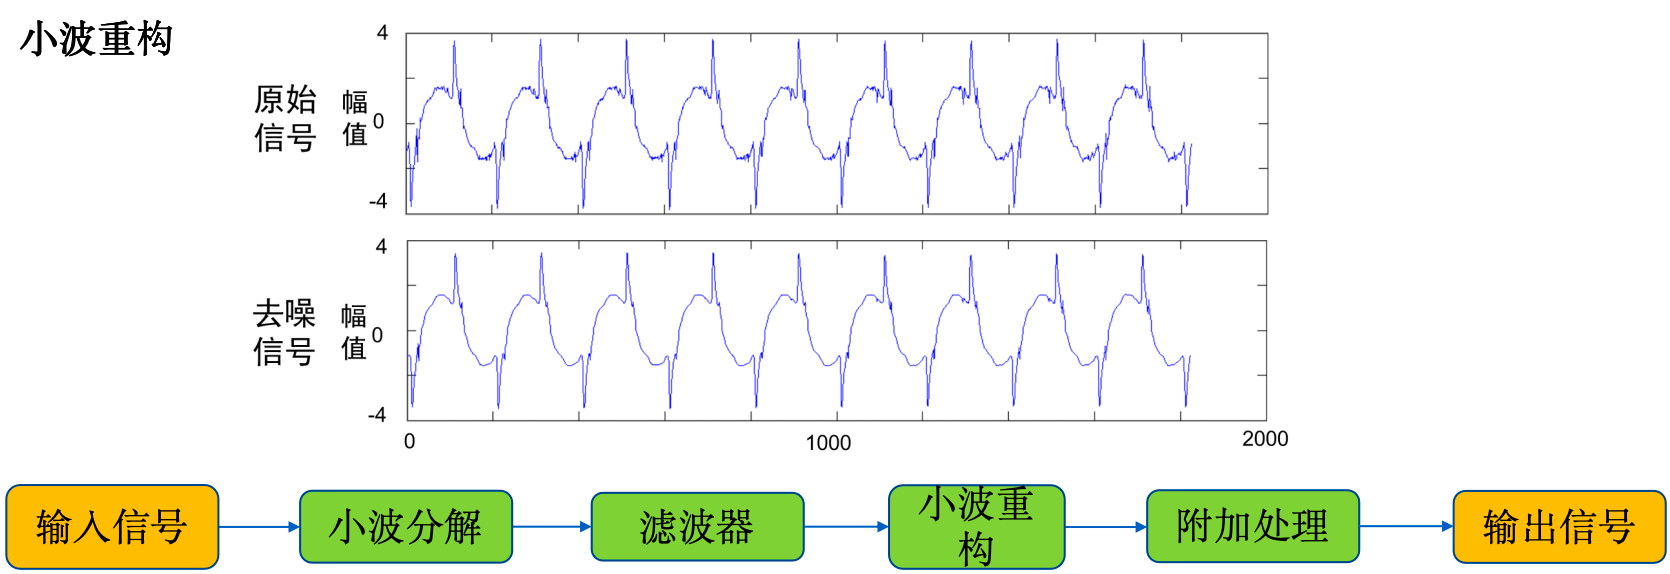 小波重构
4
原始 幅
信号 值 0
-4
4
去噪 幅
信号 值 0
-4
0 1000 2000
输入信号
小波分解
滤波器
小波重
构
附加处理
输出信号